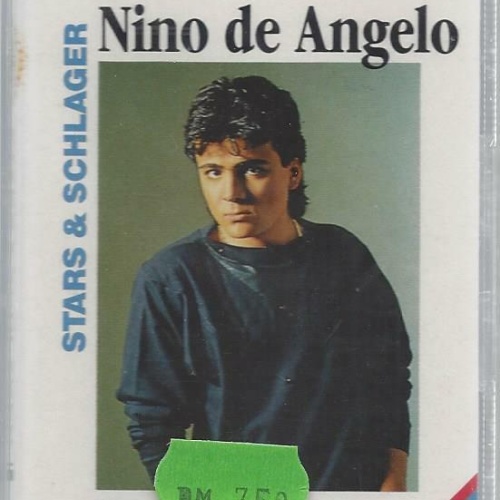 Nino de Angelo
STARS & SCHLAGER